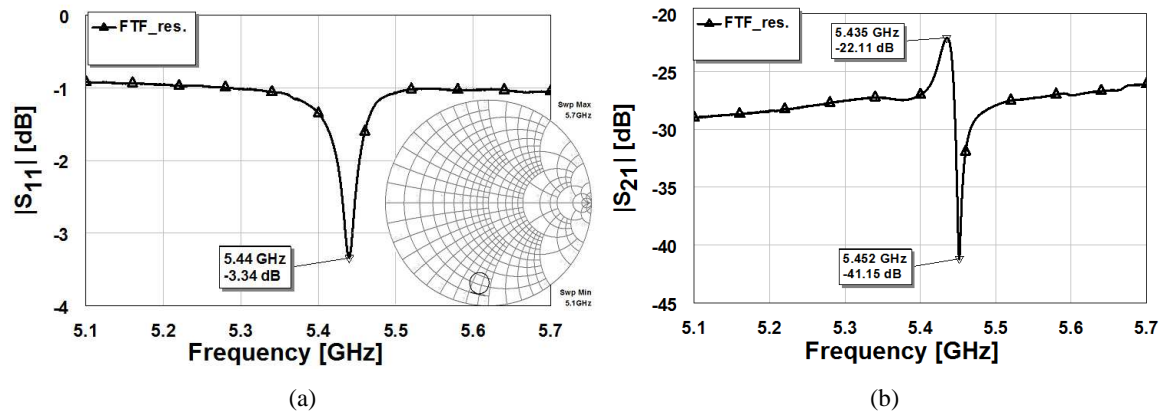 FTF_res.
0
-1
-2
-3
-4
|S11| [dB]
5.44 GHz
-3.34 dB
Swp Max
5.7GHz
Swp Min
5.1GHz
5.1 5.2 5.3 5.4 5.5 5.6 5.7
Frequency [GHz]
(a)
FTF_res.
-20
-25
-30
-35
-40
-45
|S21| [dB]
5.435 GHz
-22.11 dB
5.452 GHz
-41.15 dB
5.1 5.2 5.3 5.4 5.5 5.6 5.7
Frequency [GHz]
(b)